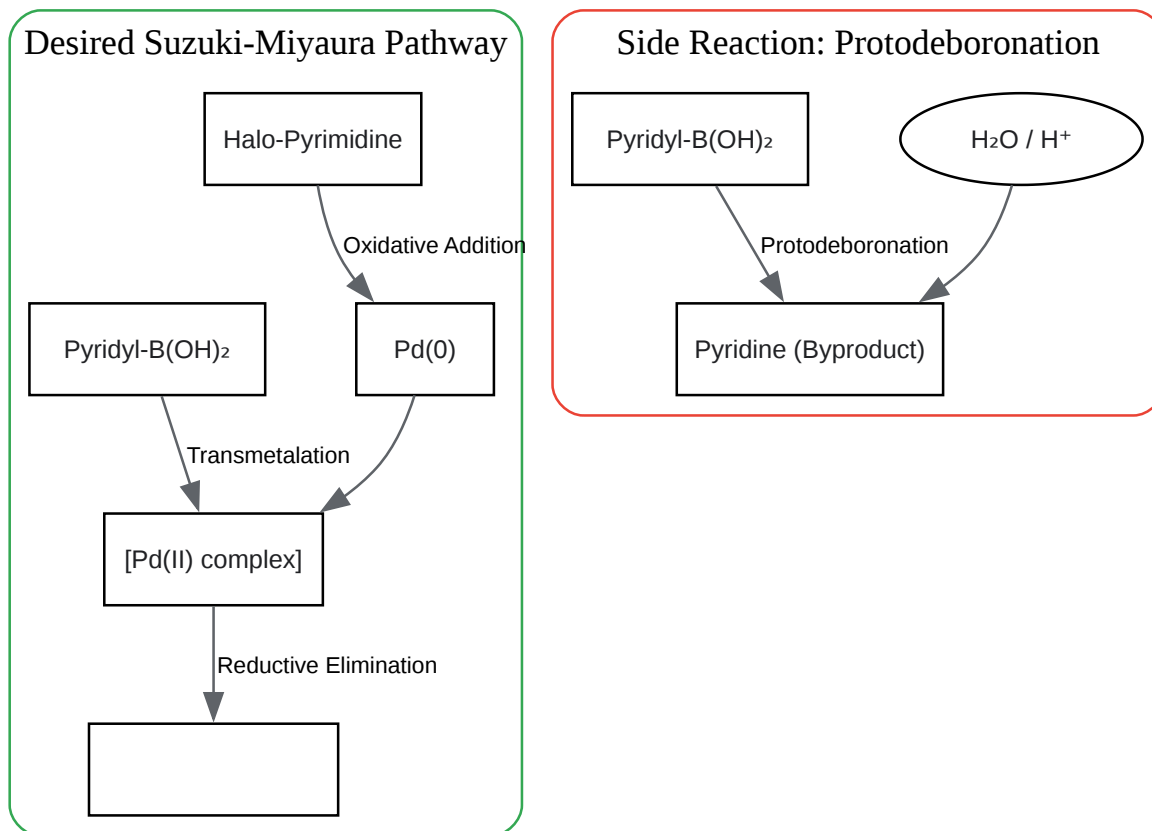 Desired Suzuki-Miyaura Pathway
Halo-Pyrimidine
Oxidative Addition
Pyridyl-B(OH)₂
Pd(0)
Transmetalation
[Pd(II) complex]
Reductive Elimination
Side Reaction: Protodeboronation
Pyridyl-B(OH)₂
H₂O / H⁺
Protodeboronation
Pyridine (Byproduct)